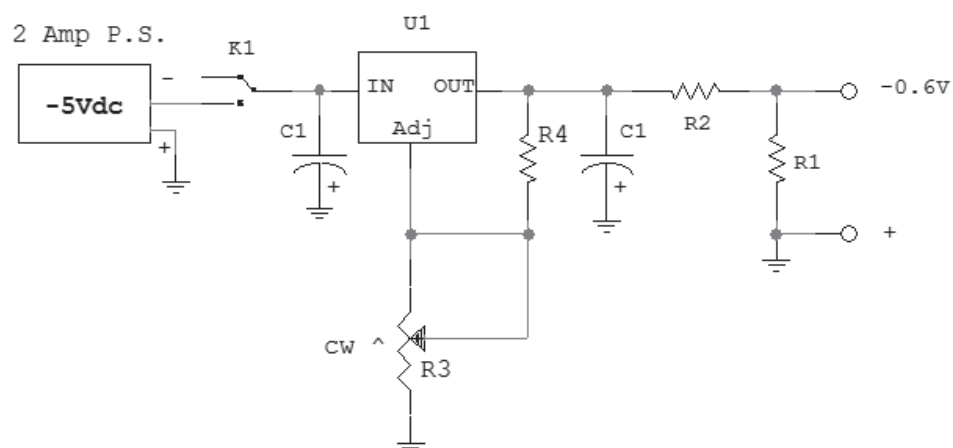 2 Amp P.S.
U1
K1
-
-5Vdc
IN
OUT
-0.6V
C1
Adj
R4
C1
R2
R1
+
+
+
+
CW ^
R3